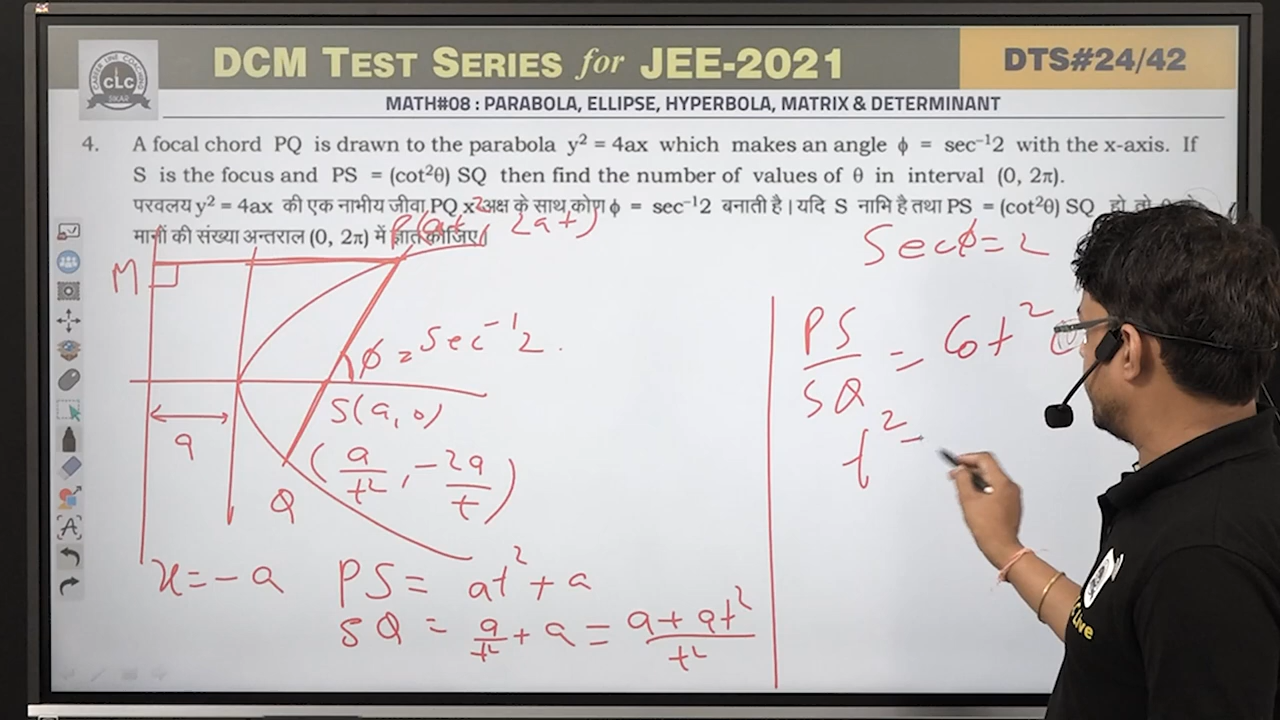 DCM TEST SERIES for JEE-2021
DTS#24/42
CLC
SIKAR
MATH#08 : PARABOLA, ELLIPSE, HYPERBOLA, MATRIX & DETERMINANT
4. A focal chord PQ is drawn to the parabola y² = 4ax which makes an angle ϕ = sec⁻¹2 with the x-axis. If
S is the focus and PS = (cot²θ) SQ then find the number of values of θ in interval (0, 2π).
परवलय y² = 4ax की एक नाभीय जीवा PQ x अक्ष के साथ कोण ϕ = sec⁻¹2 बनाती है। यदि S नाभि है तथा PS = (cot²θ) SQ हो तो
मानों की संख्या अन्तराल (0, 2π) में ज्ञात कीजिए।
P(at², 2at)
M
Secϕ=2
ϕ = Sec⁻¹2.
PS/SQ = Cot²
S(a,0)
a
t² =
(a/t², -2a/t)
Q
x=-a
PS = at² + a
SQ = a/t² + a = (a + at²)/t²
Live